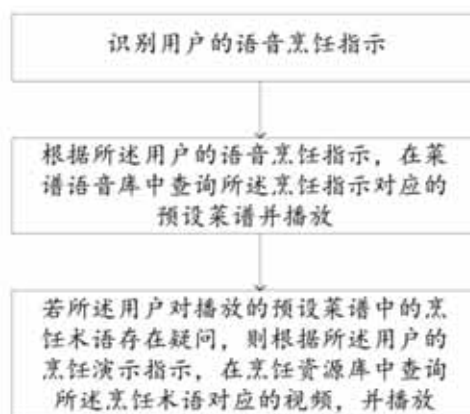 识别用户的语音烹饪指示
根据所述用户的语音烹饪指示，在菜
谱语音库中查询所述烹饪指示对应的
预设菜谱并播放
若所述用户对播放的预设菜谱中的烹
饪术语存在疑问，则根据所述用户的
烹饪演示指示，在烹饪资源库中查询
所述烹饪术语对应的视频，并播放